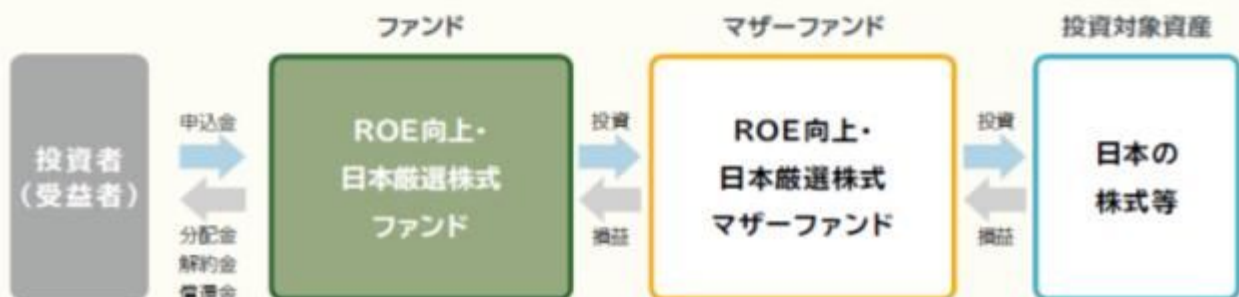 ファンド
マザーファンド
投資対象資産
投資者
(受益者)
申込金
分配金
解約金
償還金
ROE向上・
日本厳選株式
ファンド
投資
損益
ROE向上・
日本厳選株式
マザーファンド
投資
損益
日本の
株式等